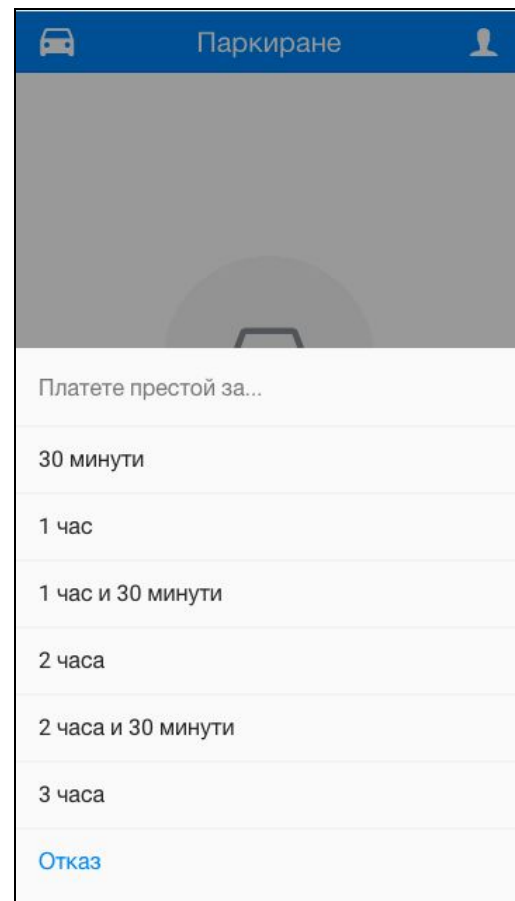 Паркиране
Платете престой за...
30 минути
1 час
1 час и 30 минути
2 часа
2 часа и 30 минути
3 часа
Отказ